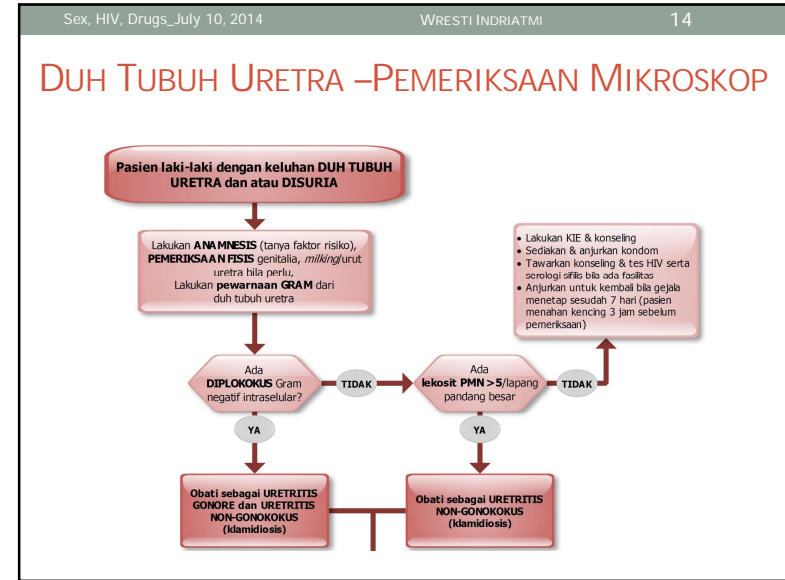 Sex, HIV, Drugs_July 10, 2014 WRESTI INDRIATMI 14
DUH TUBUH URETRA –PEMERIKSAAN MIKROSKOP
Pasien laki-laki dengan keluhan DUH TUBUH
URETRA dan atau DISURIA
Lakukan ANAMNESIS (tanya faktor risiko),
PEMERIKSAAN FISIS genitalia, milking/urut
uretra bila perlu,
Lakukan pewarnaan GRAM dari
duh tubuh uretra
• Lakukan KIE & konseling
• Sediakan & anjurkan kondom
• Tawarkan konseling & tes HIV serta
serologi sifilis bila ada fasilitas
• Anjurkan untuk kembali bila gejala
menetap sesudah 7 hari (pasien
menahan kencing 3 jam sebelum
pemeriksaan)
Ada
DIPLOKOKUS Gram
negatif intraselular?
TIDAK
Ada
lekosit PMN >5/lapang
pandang besar
TIDAK
YA
YA
Obati sebagai URETRITIS
GONORE dan URETRITIS
NON-GONOKOKUS
(klamidiosis)
Obati sebagai URETRITIS
NON-GONOKOKUS
(klamidiosis)